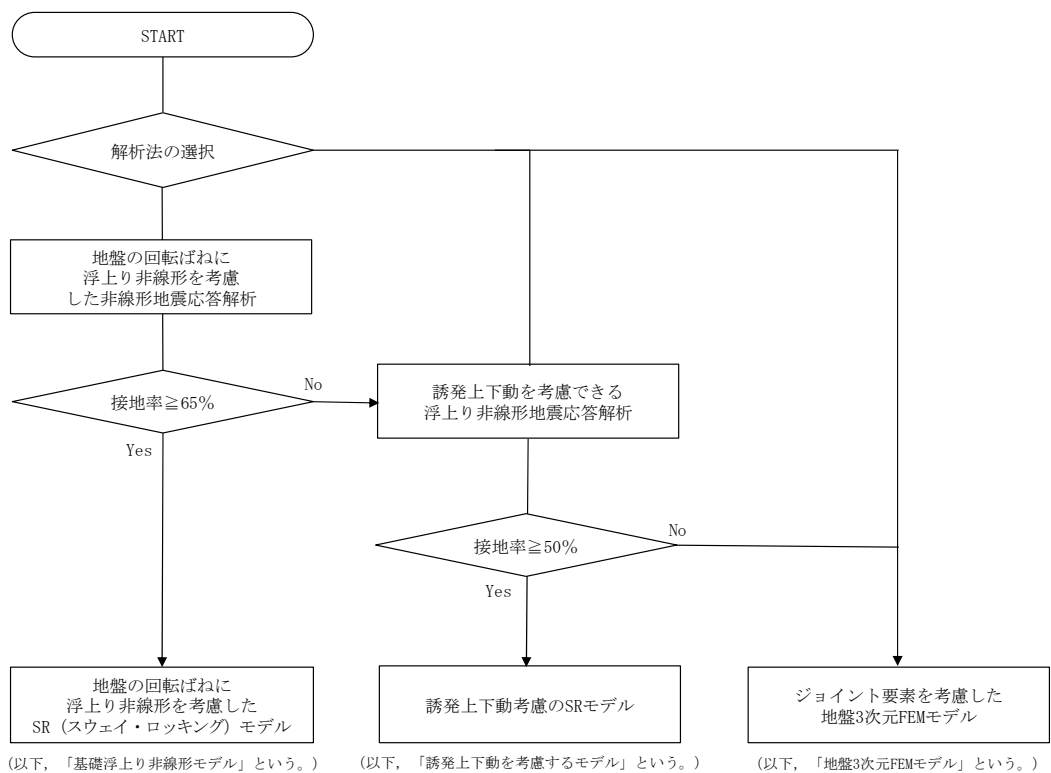 START
解析法の選択
地盤の回転ばねに
浮上り非線形を考慮
した非線形地震応答解析
接地率≧65%
No
Yes
誘発上下動を考慮できる
浮上り非線形地震応答解析
接地率≧50%
No
Yes
地盤の回転ばねに
浮上り非線形を考慮した
SR（スウェイ・ロッキング）モデル
誘発上下動考慮のSRモデル
ジョイント要素を考慮した
地盤3次元FEMモデル
(以下，「基礎浮上り非線形モデル」という。)
(以下，「誘発上下動を考慮するモデル」という。)
(以下，「地盤3次元FEMモデル」という。)